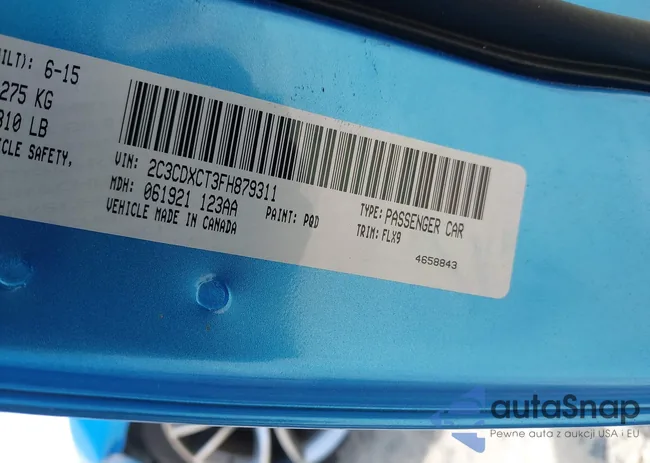 ILT): 6-15
275 KG
310 LB
CLE SAFETY,
VIN: 2C3CDXCT3FH879311
MDH: 061921 123AA
PAINT: PQD
TYPE: PASSENGER CAR
VEHICLE MADE IN CANADA
TRIM: FLX9
4658843
autaSnap
Pewne auta z aukcji USA i EU